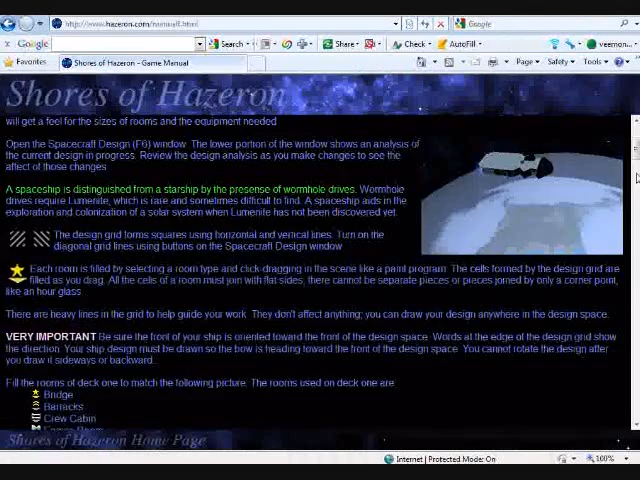 http://www.hazeron.com/manualf.html
Google
x Google
Search
Share
Check
AutoFill
veemon...
Favorites
Shores of Hazeron - Game Manual
Page
Safety
Tools
Shores of Hazeron
will get a feel for the sizes of rooms and the equipment needed
Open the Spacecraft Design (F6) window. The lower portion of the window shows an analysis of
the current design in progress. Review the design analysis as you make changes to see the
affect of those changes.
A spaceship is distinguished from a starship by the presense of wormhole drives. Wormhole
drives require Lumenite, which is rare and sometimes difficult to find. A spaceship aids in the
exploration and colonization of a solar system when Lumenite has not been discovered yet.
The design grid forms squares using horizontal and vertical lines. Turn on the
diagonal grid lines using buttons on the Spacecraft Design window
Each room is filled by selecting a room type and click-dragging in the scene like a paint program. The cells formed by the design grid are
filled as you drag. All the cells of a room must join with flat sides, there cannot be separate pieces or pieces joined by only a corner point,
like an hour glass.
There are heavy lines in the grid to help guide your work. They don't affect anything; you can draw your design anywhere in the design space.
VERY IMPORTANT Be sure the front of your ship is oriented toward the front of the design space. Words at the edge of the design grid show
the direction. Your ship design must be drawn so the bow is heading toward the front of the design space. You cannot rotate the design after
you draw it sideways or backward.
Fill the rooms of deck one to match the following picture. The rooms used on deck one are
Bridge
Barracks
Crew Cabin
Shores of Hazeron Home Page
Internet | Protected Mode: On
100%